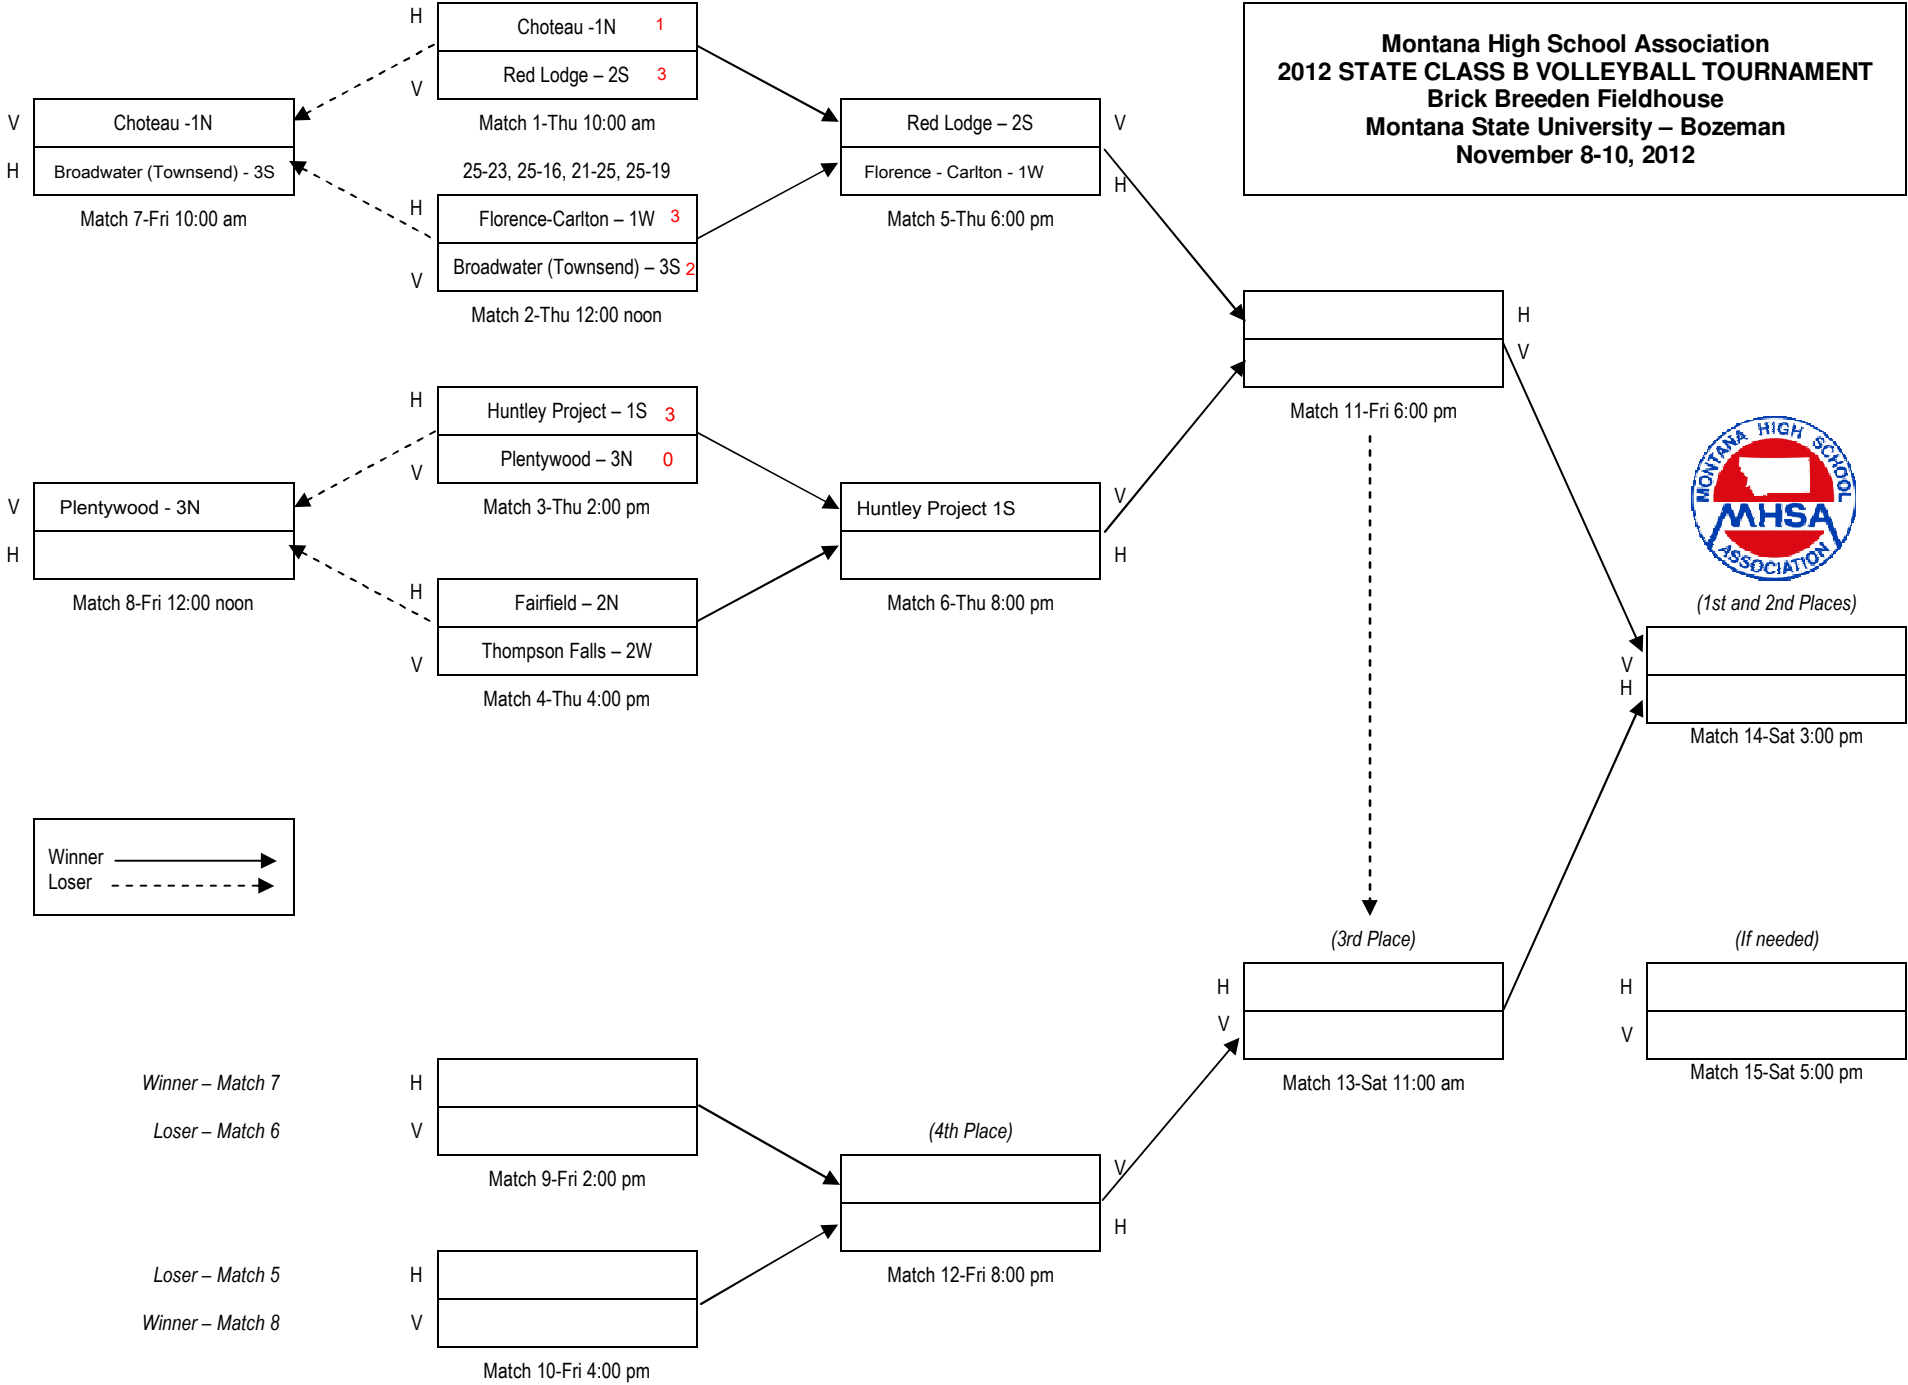 Montana High School Association
2012 STATE CLASS B VOLLEYBALL TOURNAMENT
Brick Breeden Fieldhouse
Montana State University – Bozeman
November 8-10, 2012
H
Choteau -1N 1
Red Lodge – 2S 3
V
Match 1-Thu 10:00 am
V
Choteau -1N
H
Broadwater (Townsend) - 3S
Match 7-Fri 10:00 am
25-23, 25-16, 21-25, 25-19
H
Florence-Carlton – 1W 3
Broadwater (Townsend) – 3S 2
V
Match 2-Thu 12:00 noon
Red Lodge – 2S
V
Florence - Carlton - 1W
H
Match 5-Thu 6:00 pm
H
V
Match 11-Fri 6:00 pm
H
Huntley Project – 1S 3
Plentywood – 3N 0
V
Match 3-Thu 2:00 pm
V
Plentywood - 3N
H
Match 8-Fri 12:00 noon
H
Fairfield – 2N
Thompson Falls – 2W
V
Match 4-Thu 4:00 pm
Huntley Project 1S
V
H
Match 6-Thu 8:00 pm
MONTANA HIGH SCHOOL
MHSA
ASSOCIATION
(1st and 2nd Places)
V
H
Match 14-Sat 3:00 pm
Winner
Loser
(3rd Place)
H
V
Match 13-Sat 11:00 am
(If needed)
H
V
Match 15-Sat 5:00 pm
Winner – Match 7 H
Loser – Match 6 V
Match 9-Fri 2:00 pm
(4th Place)
V
H
Match 12-Fri 8:00 pm
Loser – Match 5 H
Winner – Match 8 V
Match 10-Fri 4:00 pm